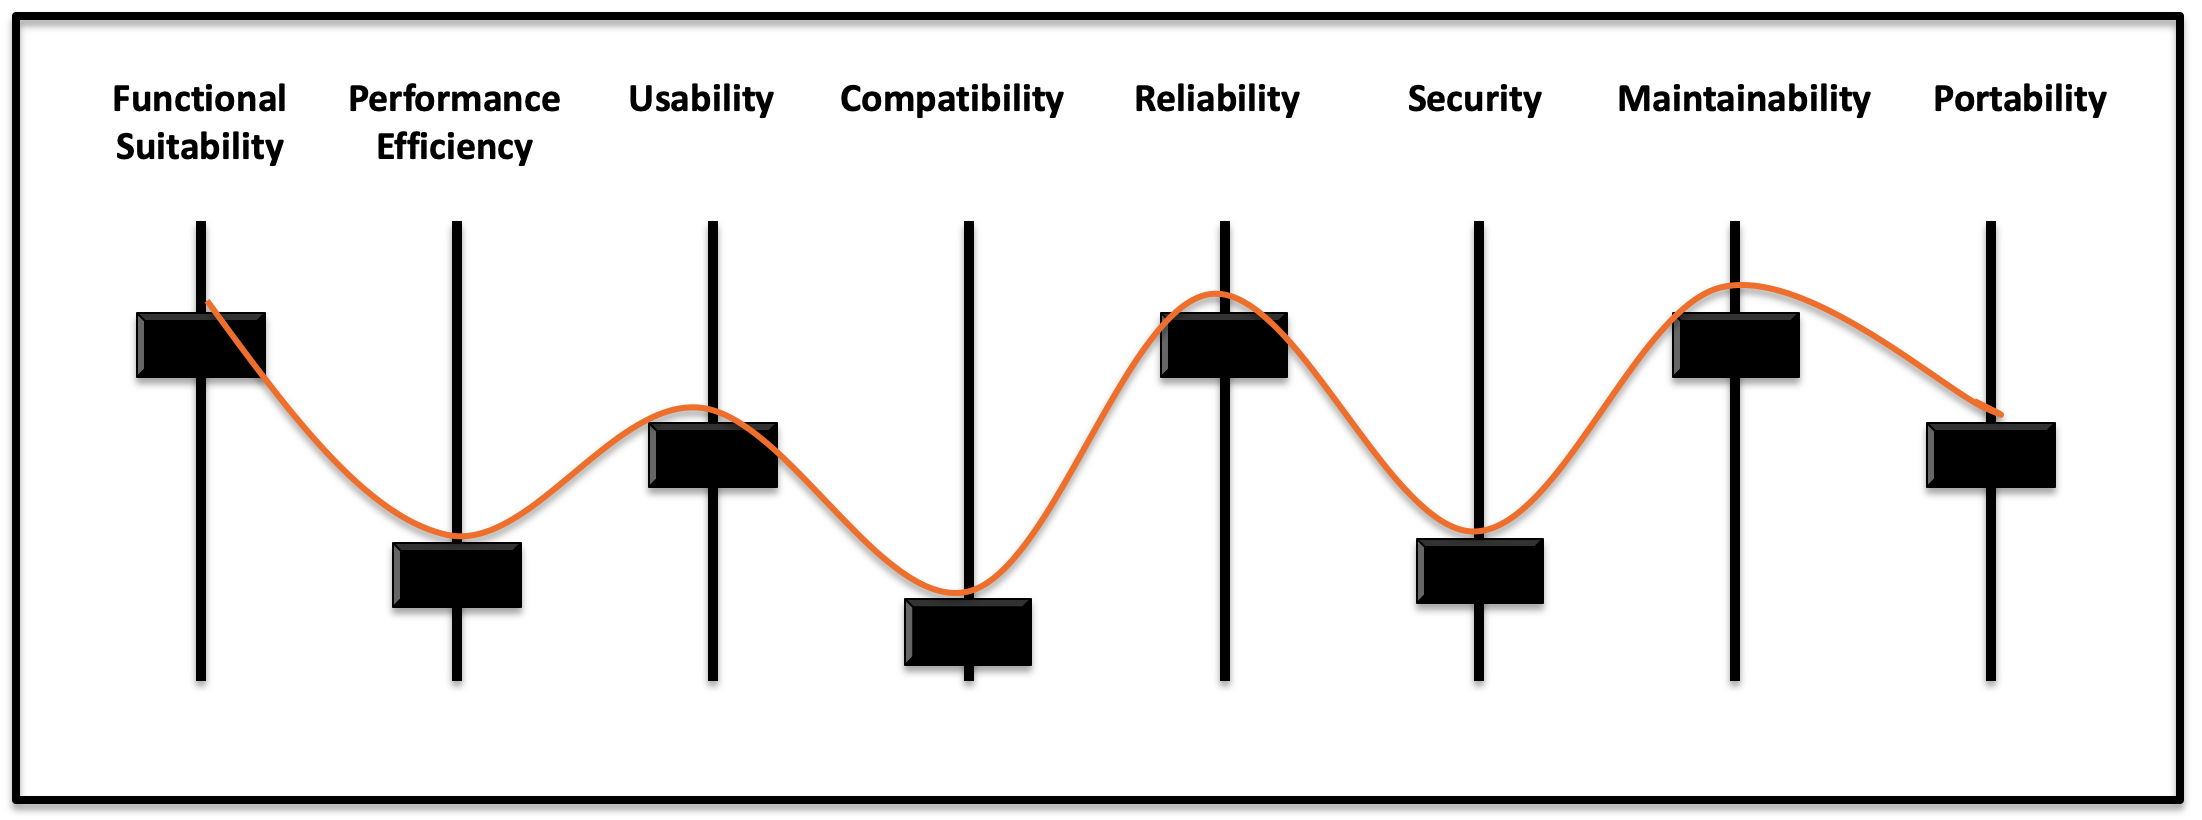 Functional
Suitability
Performance
Efficiency
Usability
Compatibility
Reliability
Security
Maintainability
Portability